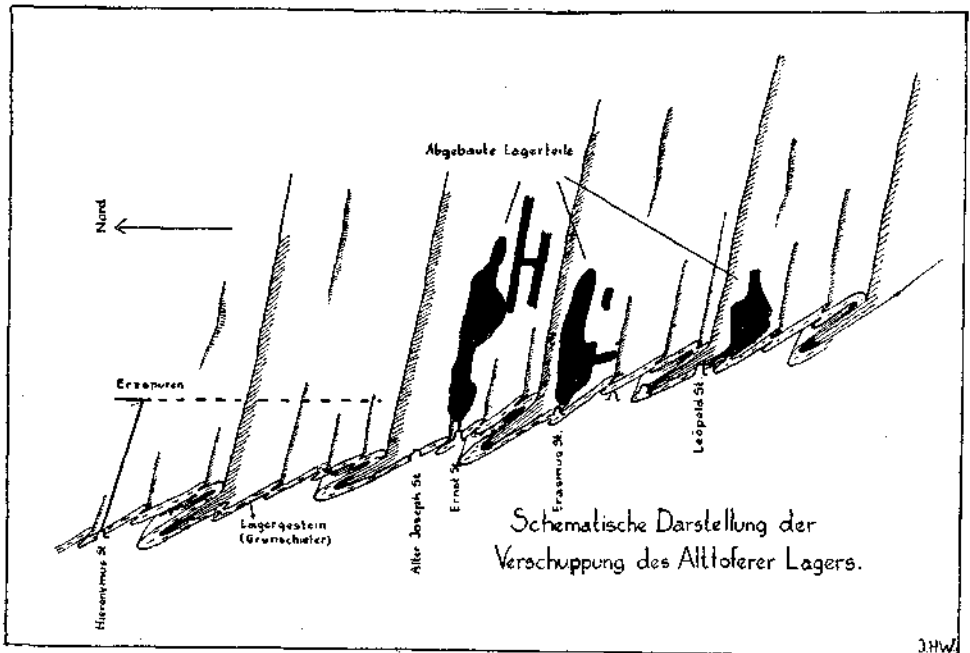 Abgebaute Lagerteile
Nord
Erzspuren
Lagergestein
(Grünschiefer)
Hieronymus St
Alter Joseph St
Ernst St
Erasmus St.
Leopold St
Schematische Darstellung der
Verschuppung des Alttoferer Lagers.
J.HW.